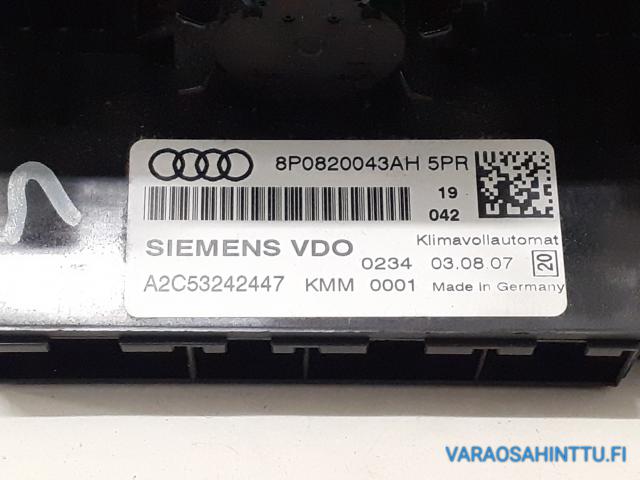 8P0820043AH 5PR
19
042
SIEMENS VDO
Klimavollautomat
0234 03.08.07 20
A2C53242447 KMM 0001 Made in Germany
VARAOSAHINTTU.FI